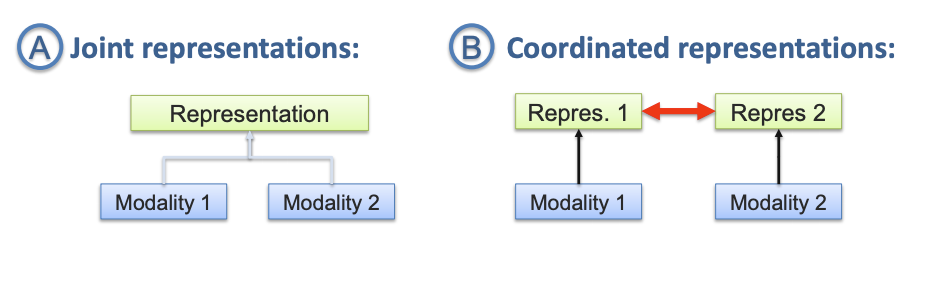 A Joint representations:
Representation
Modality 1
Modality 2
B Coordinated representations:
Repres. 1
Repres 2
Modality 1
Modality 2